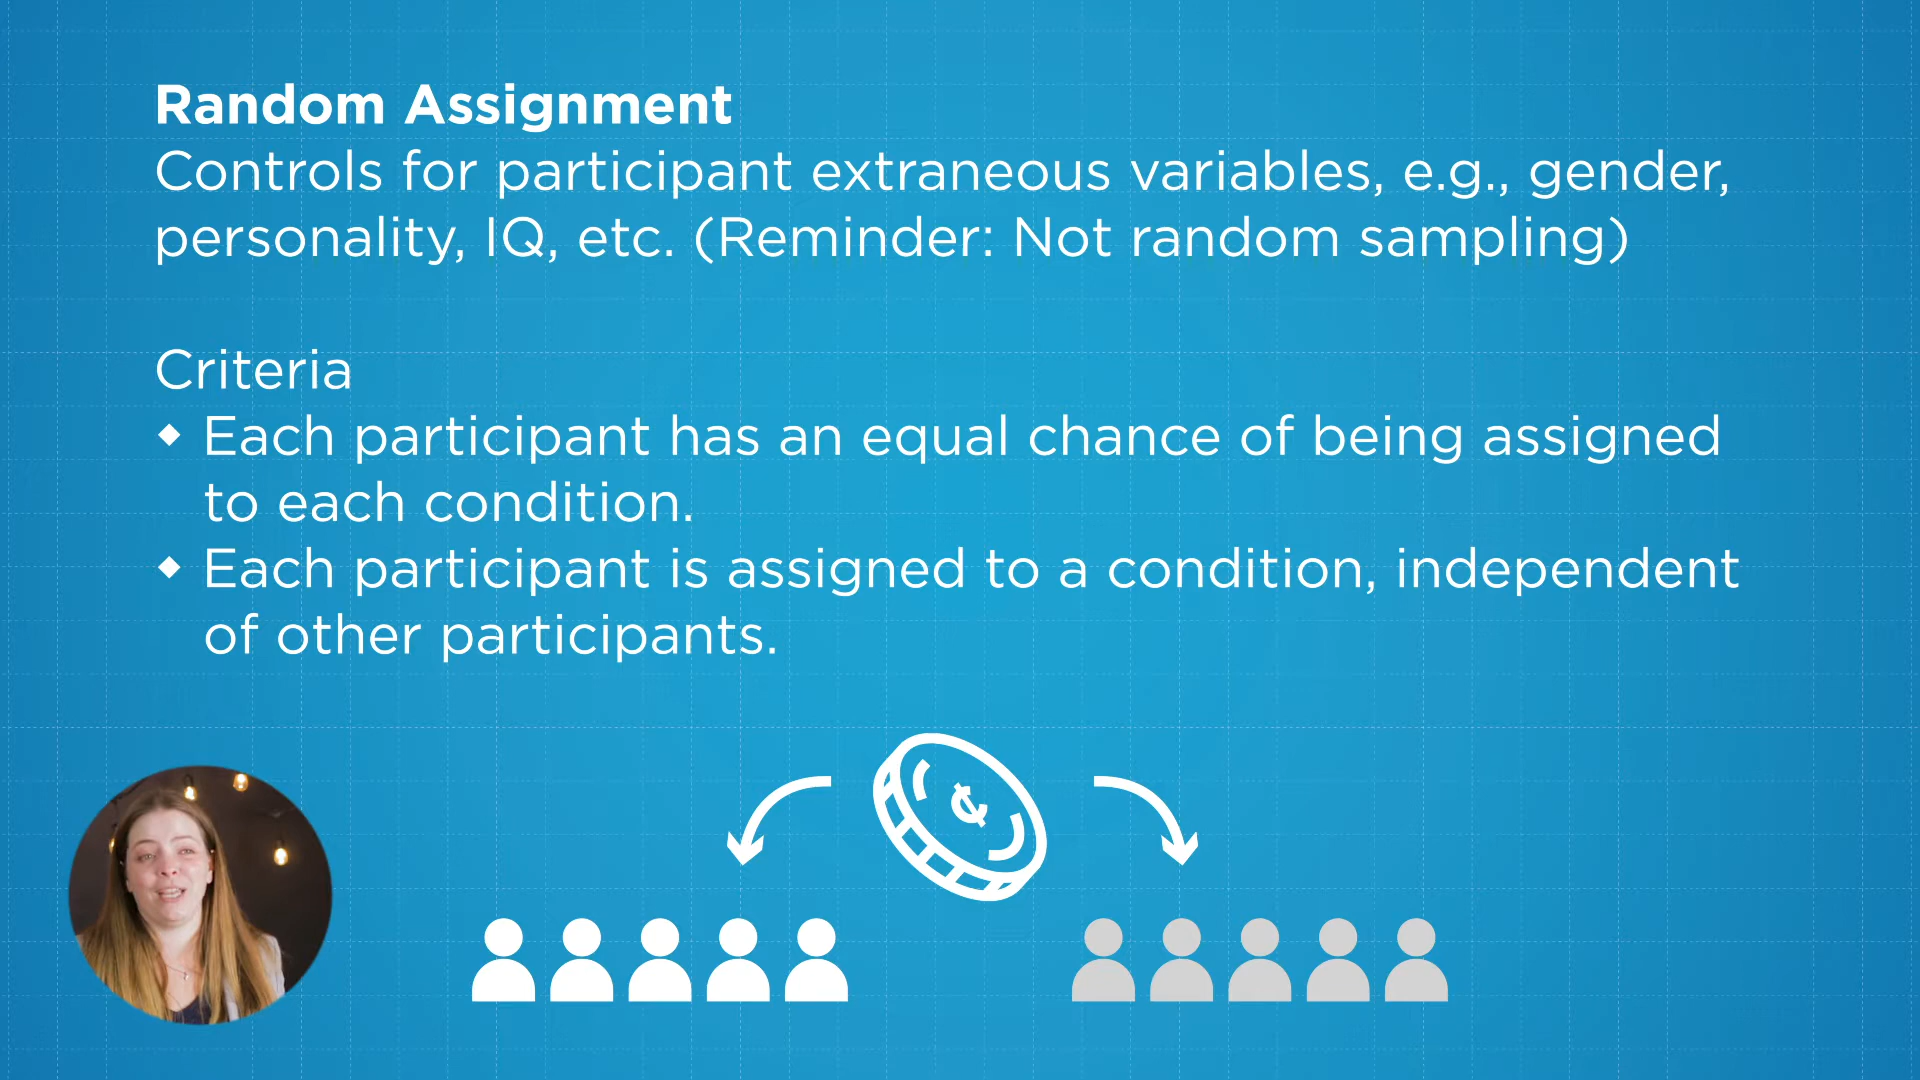 Random Assignment
Controls for participant extraneous variables, e.g., gender,
personality, IQ, etc. (Reminder: Not random sampling)
Criteria
◆ Each participant has an equal chance of being assigned
to each condition.
◆ Each participant is assigned to a condition, independent
of other participants.